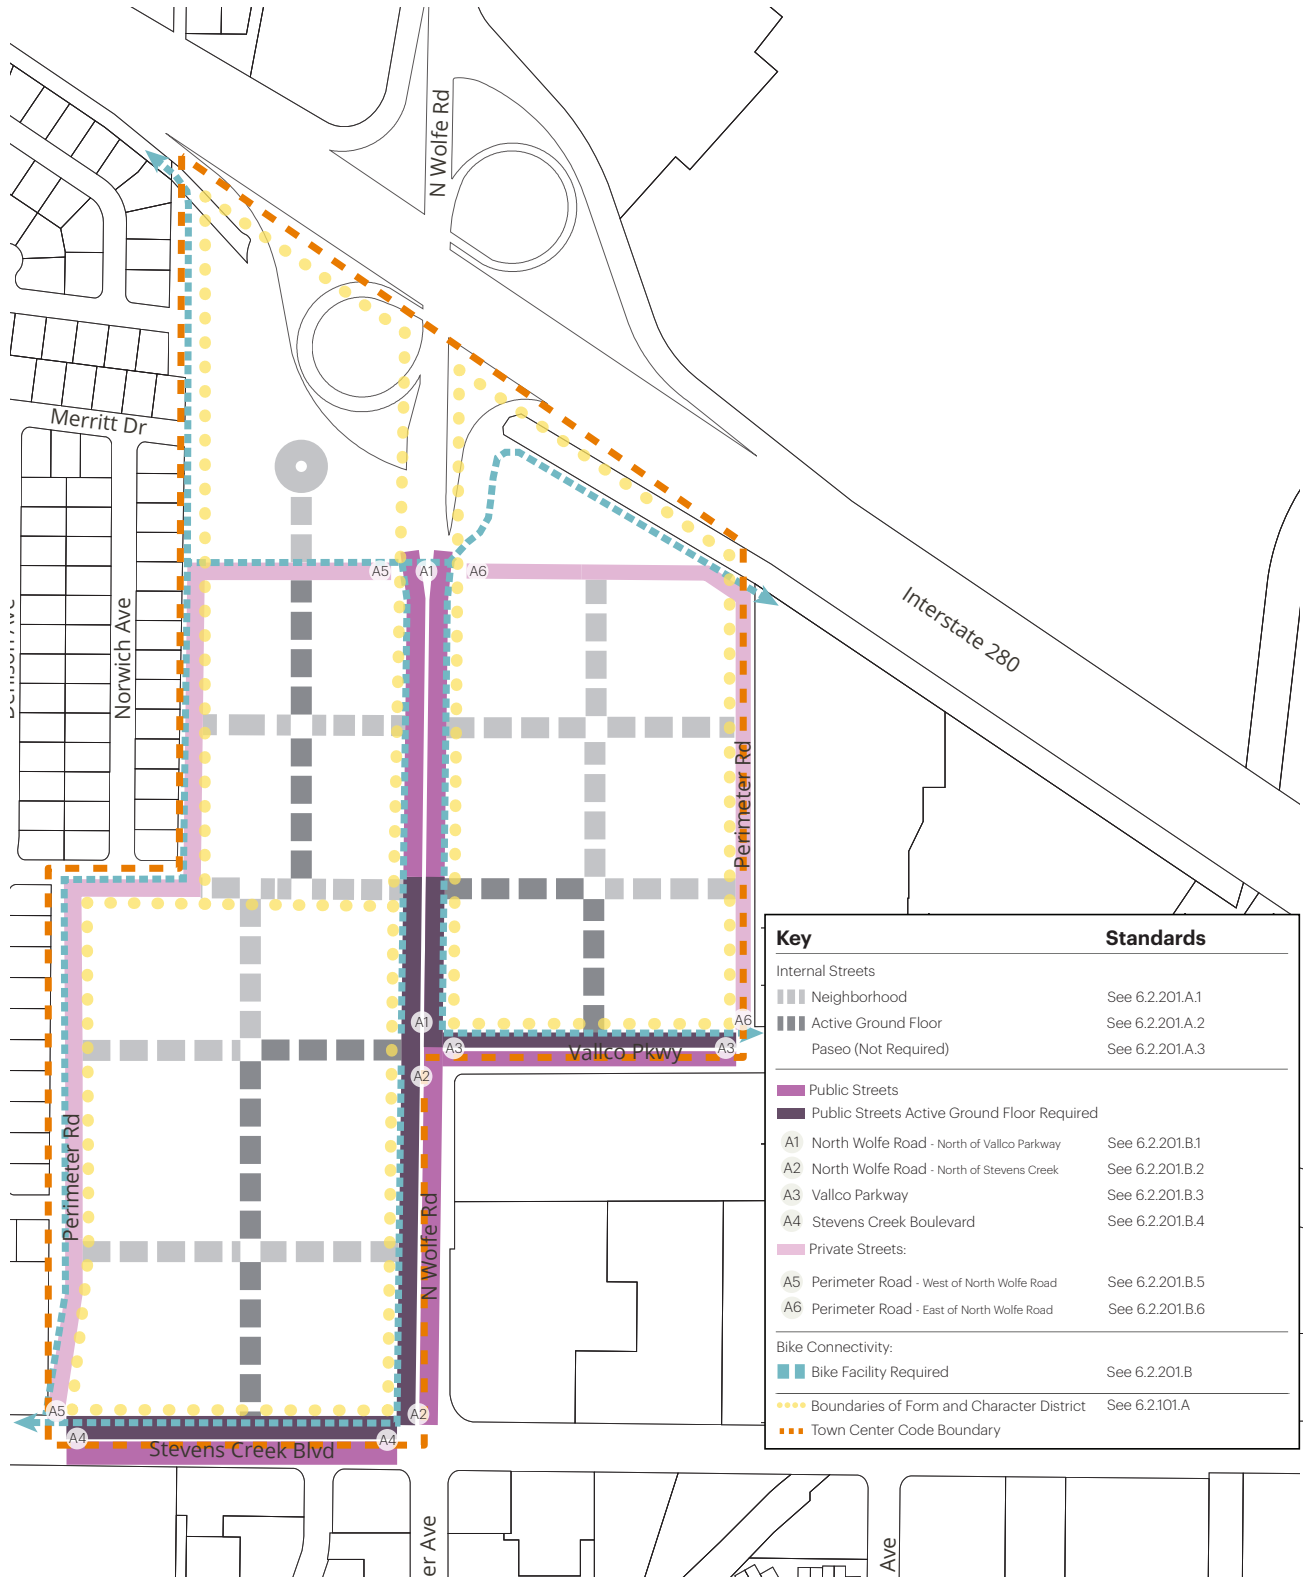 N Wolfe Rd
Merritt Dr
Norwich Ave
Interstate 280
A5
A1
A6
Perimeter Rd
A1
A6
A3
Vallco Pkwy
A3
A2
Perimeter Rd
N Wolfe Rd
A5
A2
A4
A4
Stevens Creek Blvd
er Ave
Ave
Key Standards
Internal Streets
Neighborhood See 6.2.201.A.1
Active Ground Floor See 6.2.201.A.2
Paseo (Not Required) See 6.2.201.A.3
Public Streets
Public Streets Active Ground Floor Required
A1 North Wolfe Road - North of Vallco Parkway See 6.2.201.B.1
A2 North Wolfe Road - North of Stevens Creek See 6.2.201.B.2
A3 Vallco Parkway See 6.2.201.B.3
A4 Stevens Creek Boulevard See 6.2.201.B.4
Private Streets:
A5 Perimeter Road - West of North Wolfe Road See 6.2.201.B.5
A6 Perimeter Road - East of North Wolfe Road See 6.2.201.B.6
Bike Connectivity:
Bike Facility Required See 6.2.201.B
Boundaries of Form and Character District See 6.2.101.A
Town Center Code Boundary